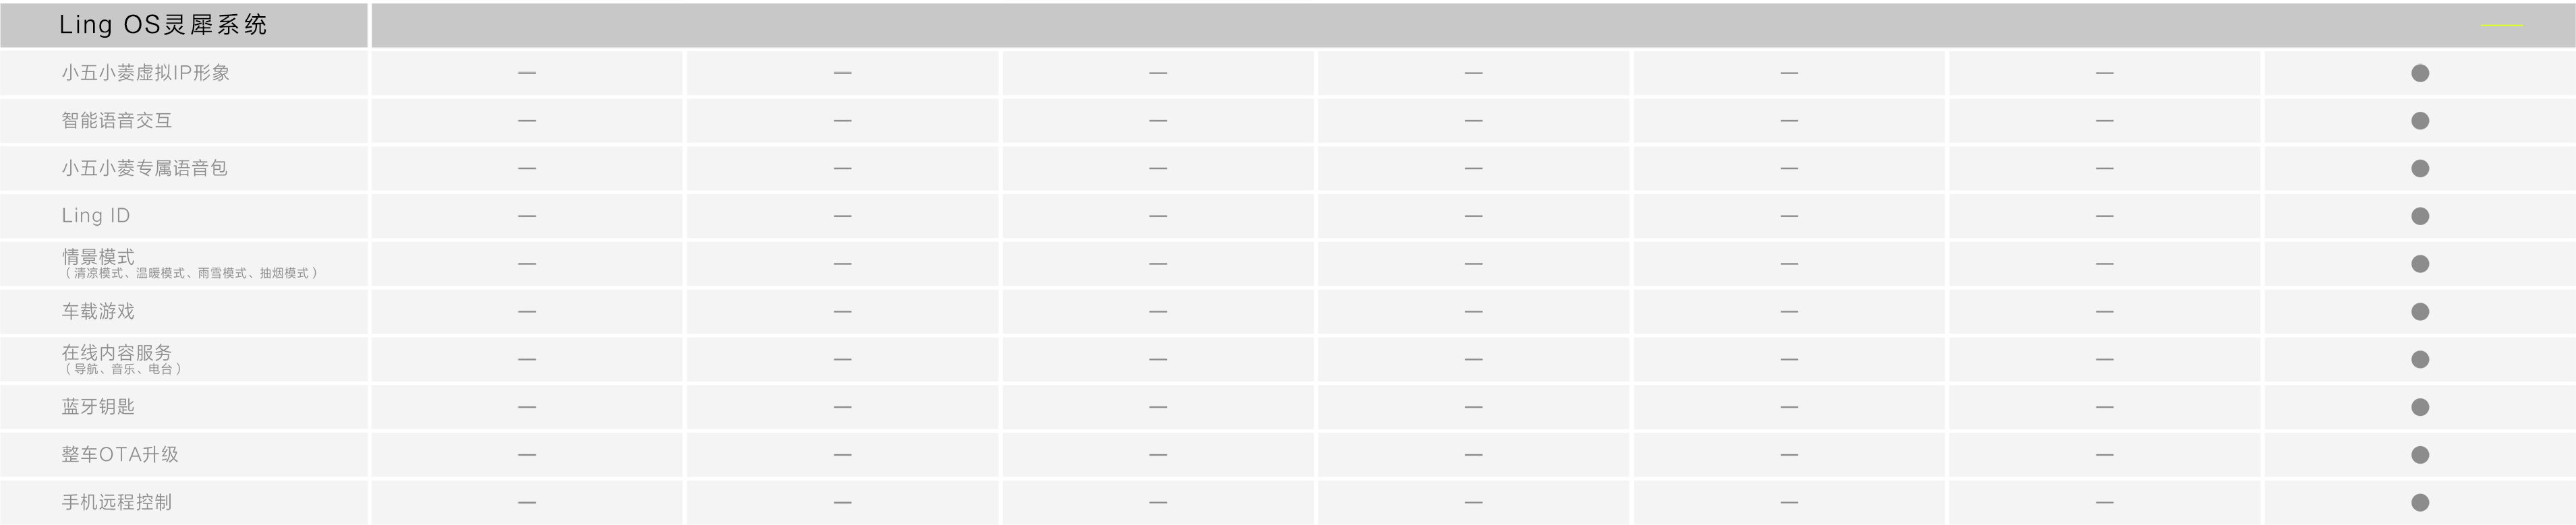 Ling OS灵犀系统
小五小菱虚拟IP形象 — — — — — — ●
智能语音交互 — — — — — — ●
小五小菱专属语音包 — — — — — — ●
Ling ID — — — — — — ●
情景模式
（清凉模式、温暖模式、雨雪模式、抽烟模式） — — — — — — ●
车载游戏 — — — — — — ●
在线内容服务
（导航、音乐、电台） — — — — — — ●
蓝牙钥匙 — — — — — — ●
整车OTA升级 — — — — — — ●
手机远程控制 — — — — — — ●